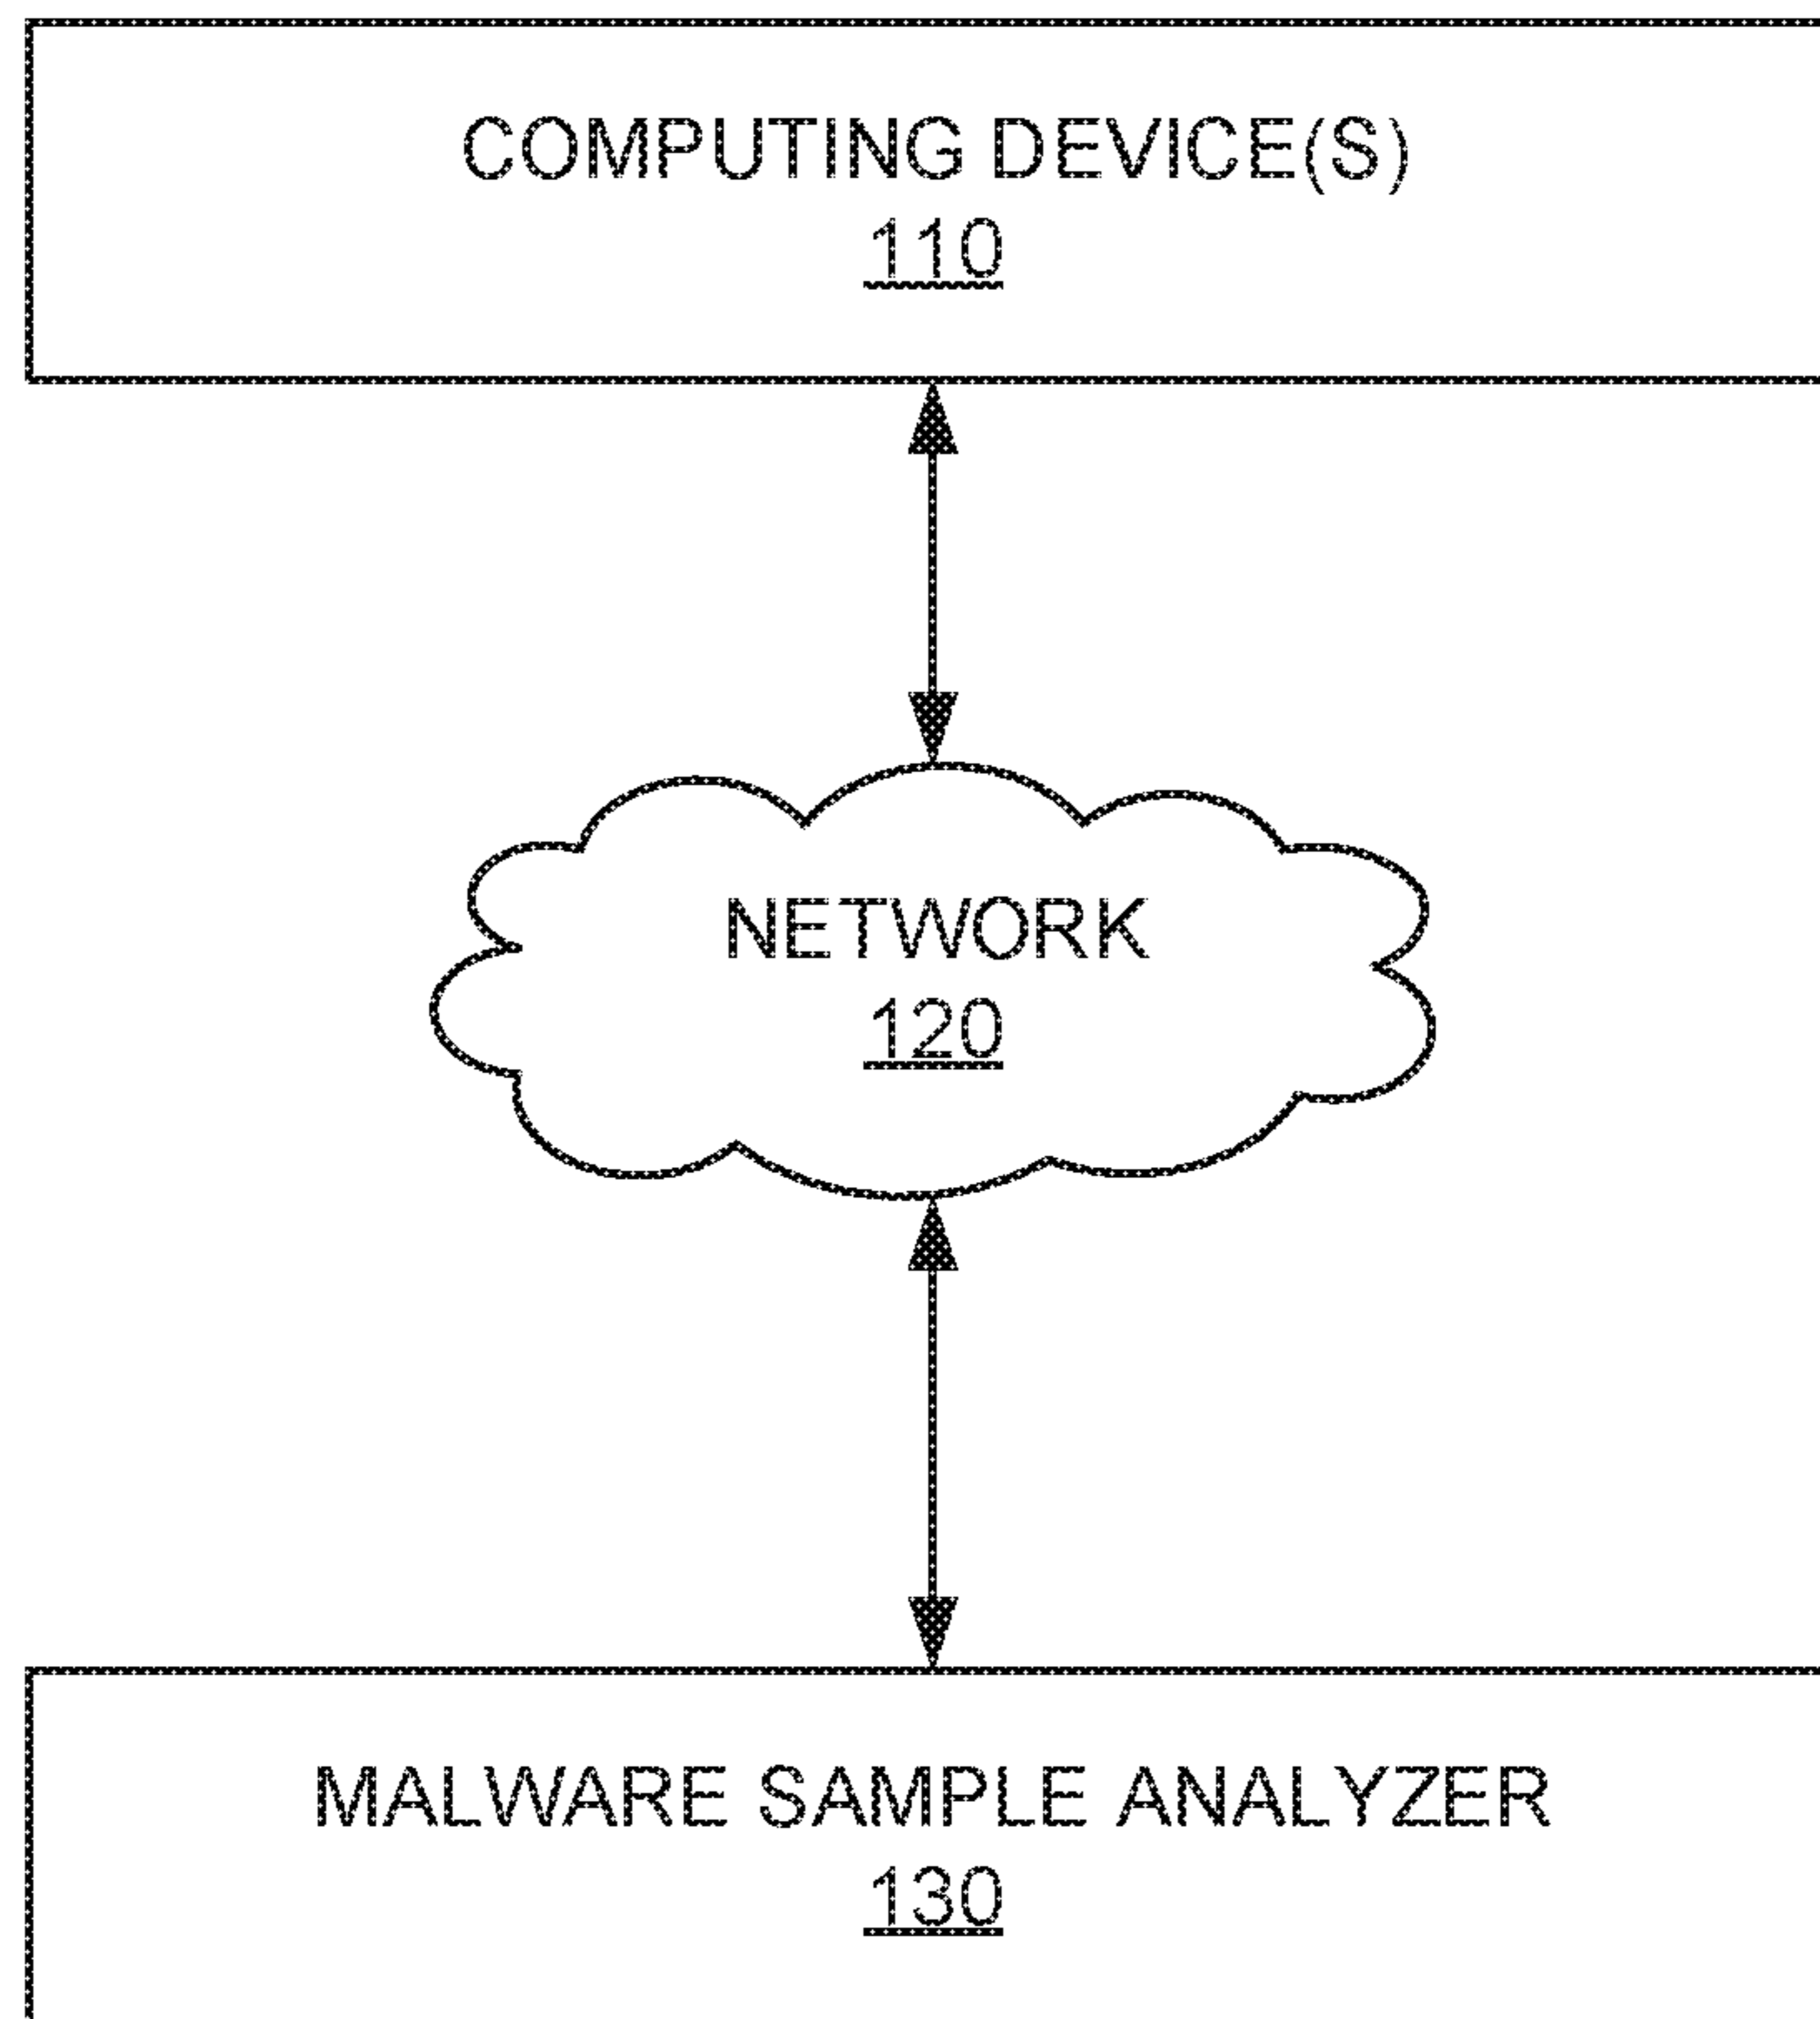 COMPUTING DEVICE(S)
110
NETWORK
120
MALWARE SAMPLE ANALYZER
130